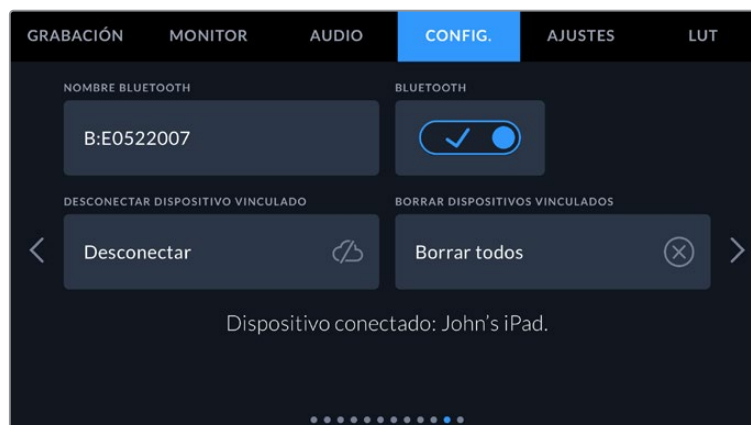 GRABACIÓN MONITOR AUDIO CONFIG. AJUSTES LUT
NOMBRE BLUETOOTH BLUETOOTH
B:E0522007
DESCONECTAR DISPOSITIVO VINCULADO BORRAR DISPOSITIVOS VINCULADOS
Desconectar Borrar todos
Dispositivo conectado: John’s iPad.